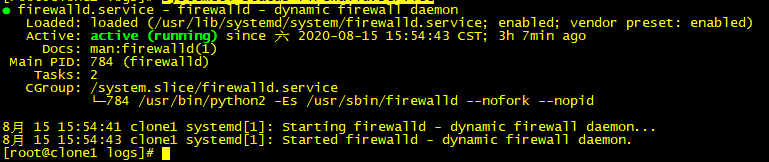 ● firewalld.service - firewalld - dynamic firewall daemon
   Loaded: loaded (/usr/lib/systemd/system/firewalld.service; enabled; vendor preset: enabled)
   Active: active (running) since 六 2020-08-15 15:54:43 CST; 3h 7min ago
     Docs: man:firewalld(1)
 Main PID: 784 (firewalld)
    Tasks: 2
   CGroup: /system.slice/firewalld.service
           └─784 /usr/bin/python2 -Es /usr/sbin/firewalld --nofork --nopid
8月 15 15:54:41 clone1 systemd[1]: Starting firewalld - dynamic firewall daemon...
8月 15 15:54:43 clone1 systemd[1]: Started firewalld - dynamic firewall daemon.
[root@clone1 logs]#